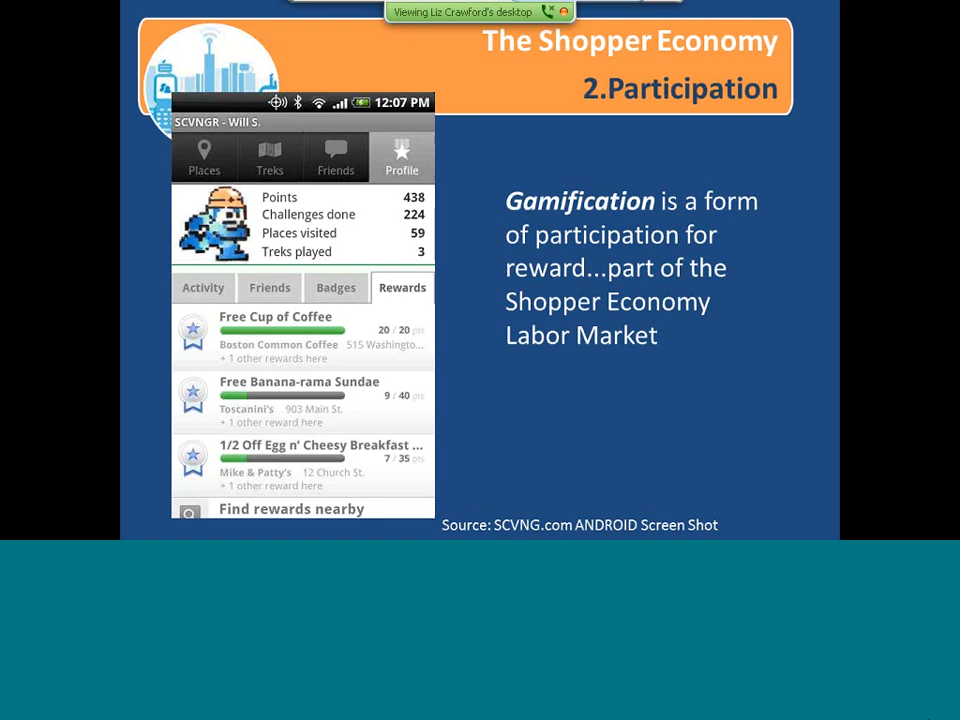 Viewing Liz Crawford's desktop
The Shopper Economy
2.Participation
12:07 PM
SCVNGR - Will S.
Places Treks Friends Profile
Points 438
Challenges done 224
Places visited 59
Treks played 3
Activity Friends Badges Rewards
Free Cup of Coffee
20 / 20 pts
Boston Common Coffee 515 Washingto...
+ 1 other rewards here
Free Banana-rama Sundae
9 / 40 pts
Toscanini's 903 Main St.
+ 1 other reward here
1/2 Off Egg n' Cheesy Breakfast ...
7 / 35 pts
Mike & Patty's 12 Church St.
+ 1 other reward here
Find rewards nearby
Gamification is a form
of participation for
reward...part of the
Shopper Economy
Labor Market
Source: SCVNG.com ANDROID Screen Shot